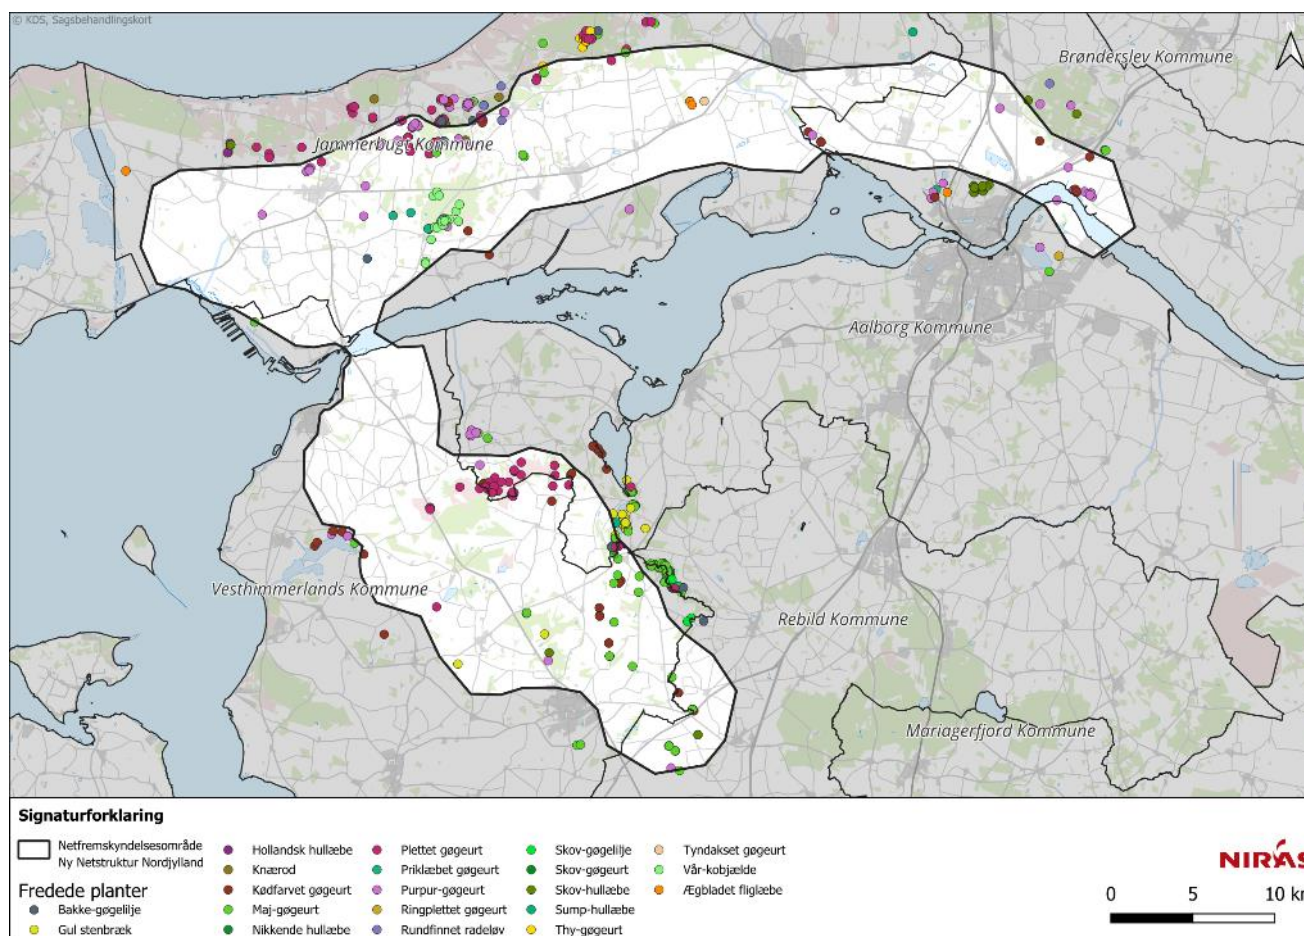 © KDS, Sagsbehandlingskort
N
Brønderslev Kommune
Jammerbugt Kommune
Aalborg Kommune
Vesthimmerlands Kommune
Rebild Kommune
Mariagerfjord Kommune
Signaturforklaring
Netfremskyndelsesområde
Ny Netstruktur Nordjylland
Fredede planter
Bakke-gøgelilje
Gul stenbræk
Hollandsk hullæbe
Knærod
Kødfarvet gøgeurt
Maj-gøgeurt
Nikkende hullæbe
Plettet gøgeurt
Priklæbet gøgeurt
Purpur-gøgeurt
Ringplettet gøgeurt
Rundfinnet radeløv
Skov-gøgelilje
Skov-gøgeurt
Skov-hullæbe
Sump-hullæbe
Thy-gøgeurt
Tyndakset gøgeurt
Vår-kobjælde
Ægbladet fliglæbe
NIRAS
0 5 10 km